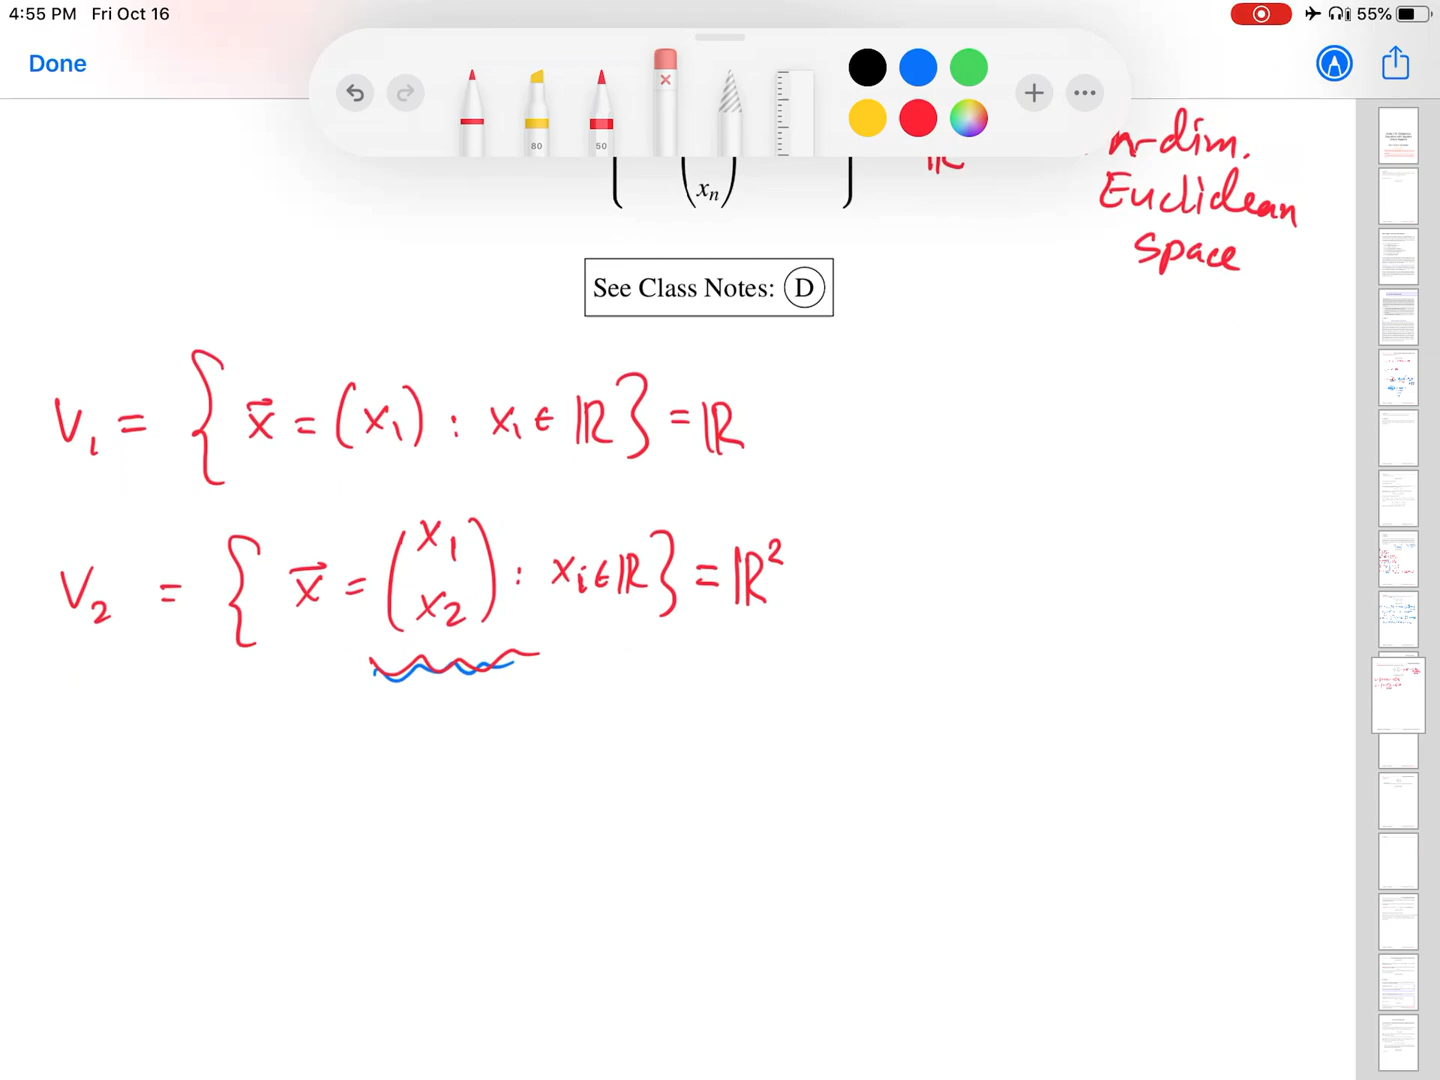 4:55 PM Fri Oct 16 55%
Done
80 50
n-dim.
Euclidean
space
xₙ
ℝ
See Class Notes: D
V₁ = { x⃗ = (x₁) : x₁ ∈ ℝ } = ℝ
V₂ = { x⃗ = (x₁ x₂) : xᵢ ∈ ℝ } = ℝ²